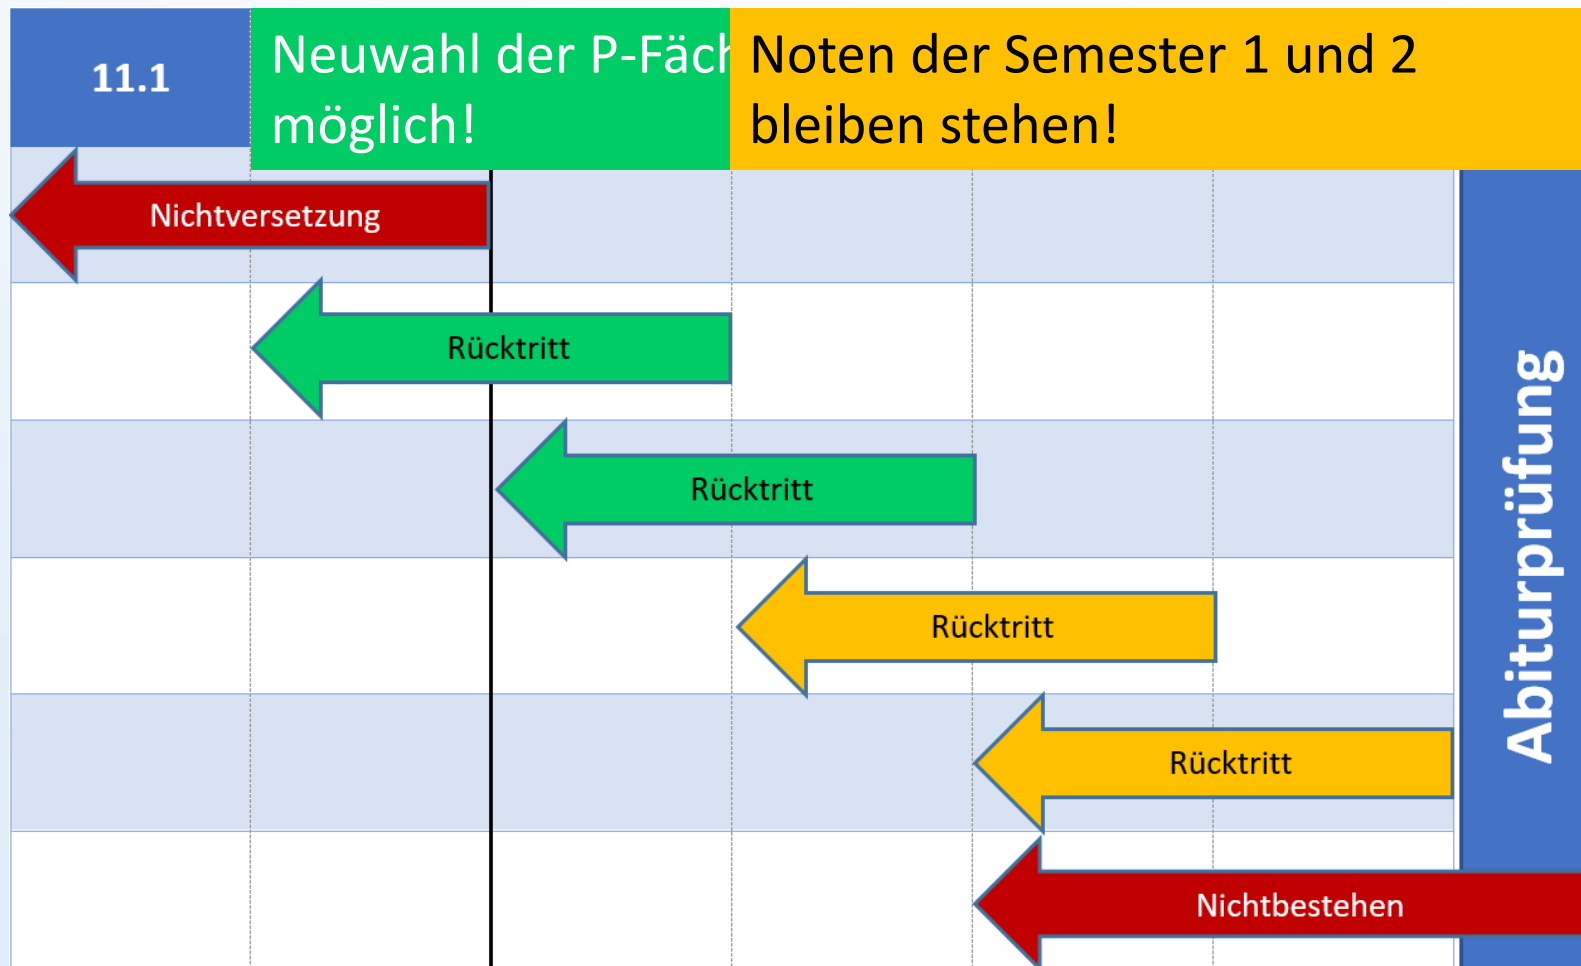 11.1
Neuwahl der P-Fäch
möglich!
Noten der Semester 1 und 2
bleiben stehen!
Nichtversetzung
Rücktritt
Rücktritt
Rücktritt
Rücktritt
Nichtbestehen
Abiturprüfung